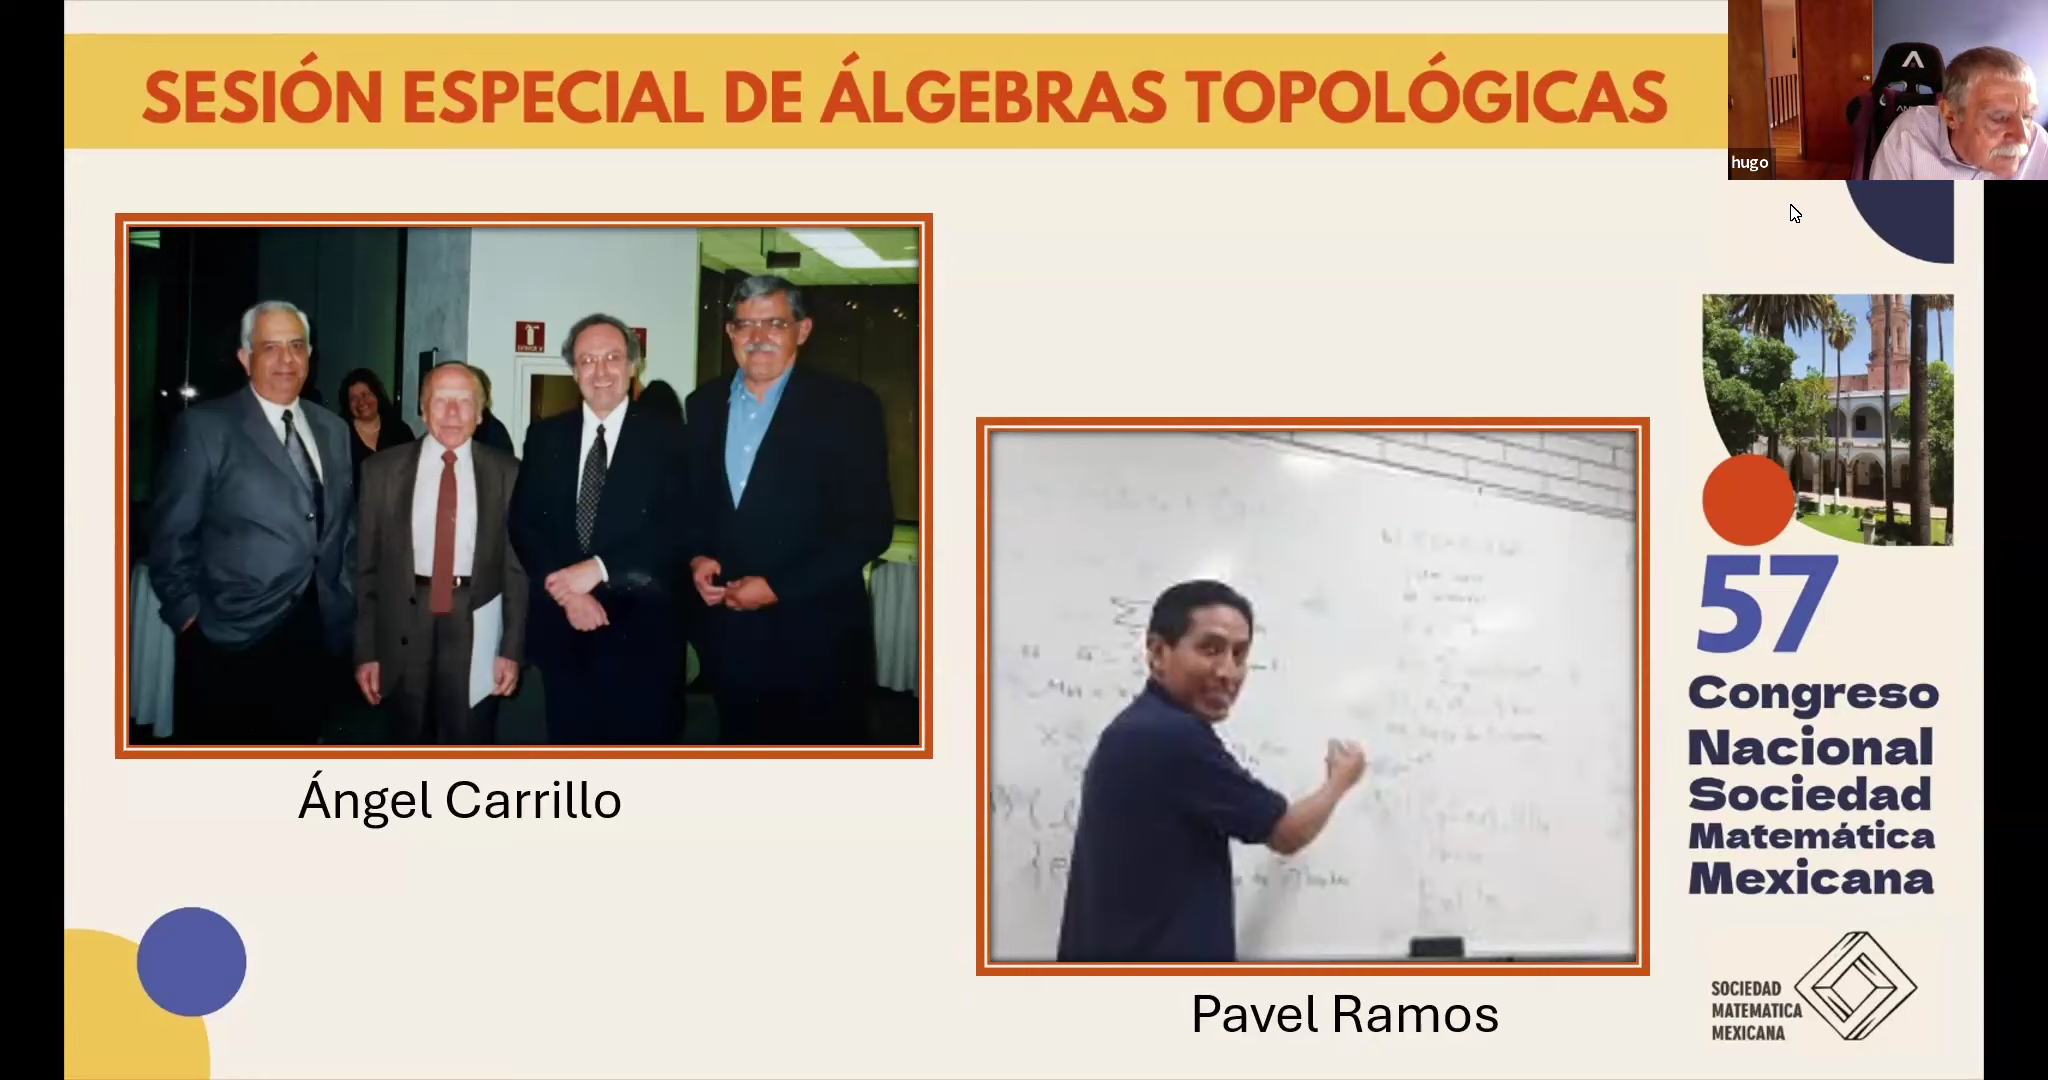 SESIÓN ESPECIAL DE ÁLGEBRAS TOPOLÓGICAS
hugo
Ángel Carrillo
Pavel Ramos
57
Congreso
Nacional
Sociedad
Matemática
Mexicana
SOCIEDAD
MATEMATICA
MEXICANA